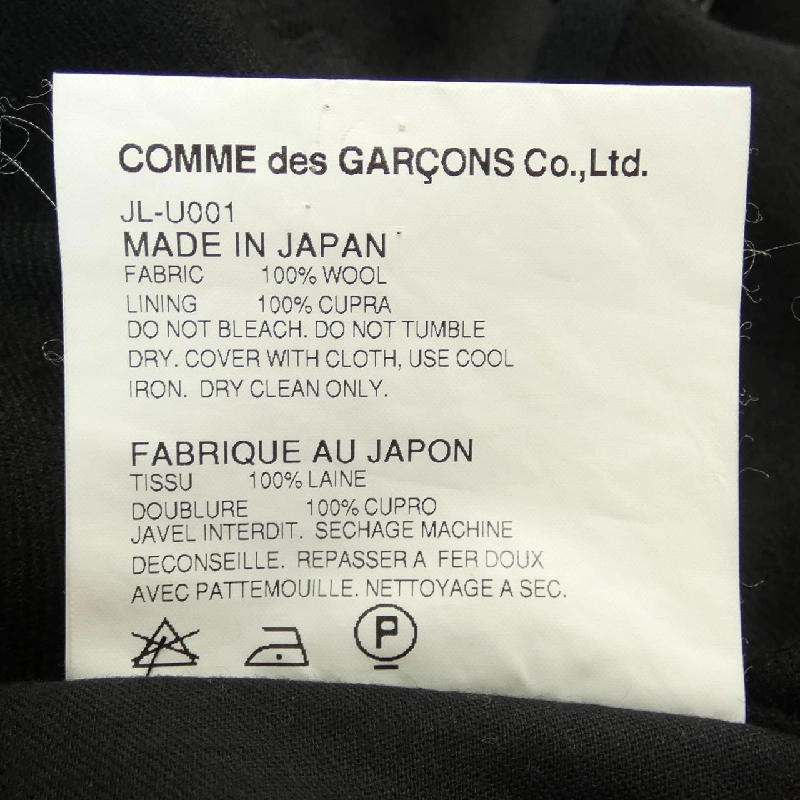 COMME des GARÇONS Co.,Ltd.
JL-U001
MADE IN JAPAN
FABRIC 100% WOOL
LINING 100% CUPRA
DO NOT BLEACH. DO NOT TUMBLE
DRY. COVER WITH CLOTH, USE COOL
IRON. DRY CLEAN ONLY.
FABRIQUE AU JAPON
TISSU 100% LAINE
DOUBLURE 100% CUPRO
JAVEL INTERDIT. SECHAGE MACHINE
DECONSEILLE. REPASSER A FER DOUX
AVEC PATTEMOUILLE. NETTOYAGE A SEC.
P